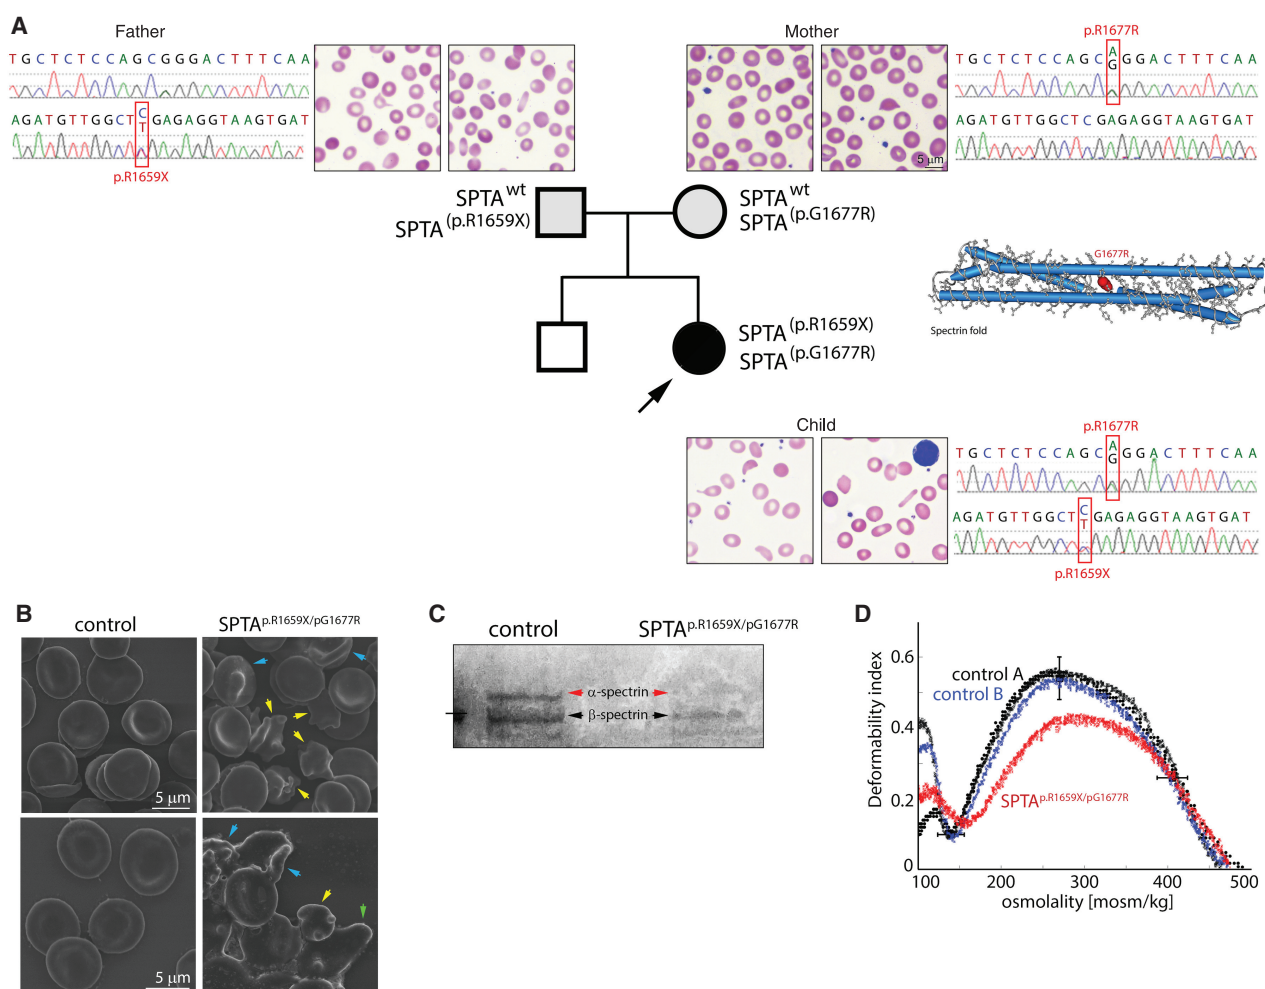 A
Father
Mother
p.R1677R
TGCTCTCCAGCGGGACTTTCAA
TGCTCTCCAGC
A
G
GGACTTTCAA
AGATGTTGGCT
C
T
GAGAGGTAAGTGAT
AGATGTTGGCTCGAGAGGTAAGTGAT
p.R1659X
5 µm
SPTA wt
SPTA (p.R1659X)
SPTA wt
SPTA (p.G1677R)
G1677R
Spectrin fold
SPTA (p.R1659X)
SPTA (p.G1677R)
Child
p.R1677R
TGCTCTCCAGC
A
G
GGACTTTCAA
AGATGTTGGCT
C
T
GAGAGGTAAGTGAT
p.R1659X
B
control
SPTA p.R1659X/pG1677R
5 µm
5 µm
C
control
SPTA p.R1659X/pG1677R
α-spectrin
β-spectrin
D
Deformability index
0.6
0.4
0.2
0
control A
control B
SPTA p.R1659X/pG1677R
100 200 300 400 500
osmolality [mosm/kg]